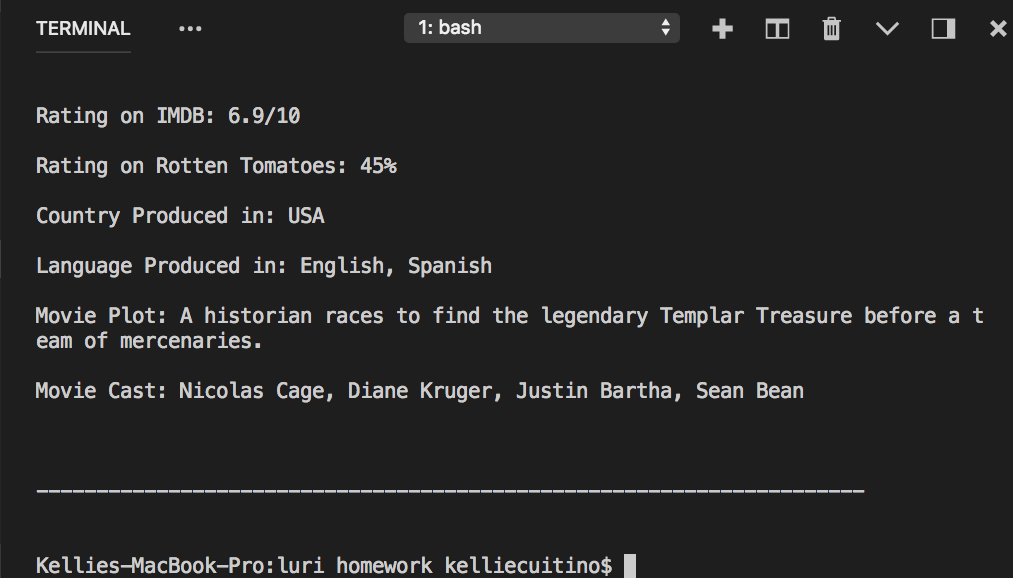 TERMINAL ••• 1: bash
Rating on IMDB: 6.9/10
Rating on Rotten Tomatoes: 45%
Country Produced in: USA
Language Produced in: English, Spanish
Movie Plot: A historian races to find the legendary Templar Treasure before a t
eam of mercenaries.
Movie Cast: Nicolas Cage, Diane Kruger, Justin Bartha, Sean Bean
_____________________________________________________________________
Kellies-MacBook-Pro:luri homework kelliecuitino$